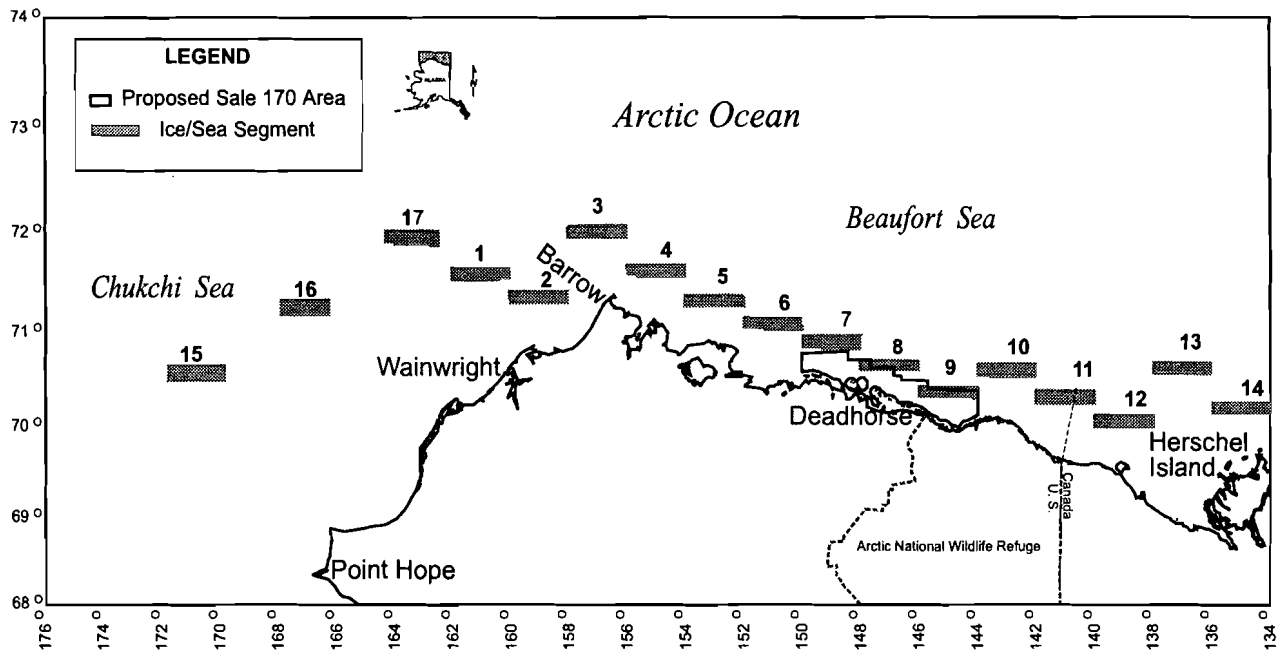 74 o
73 o
72 o
71 o
70 o
69 o
68 o
LEGEND
Proposed Sale 170 Area
Ice/Sea Segment
ALASKA
N
Arctic Ocean
Beaufort Sea
Chukchi Sea
17
1
2
3
4
5
6
7
8
9
10
11
12
13
14
16
15
Barrow
Wainwright
Deadhorse
Herschel
Island
Canada
U.S.
Arctic National Wildlife Refuge
Point Hope
176 o
174 o
172 o
170 o
168 o
166 o
164 o
162 o
160 o
158 o
156 o
154 o
152 o
150 o
148 o
146 o
144 o
142 o
140 o
138 o
136 o
134 o